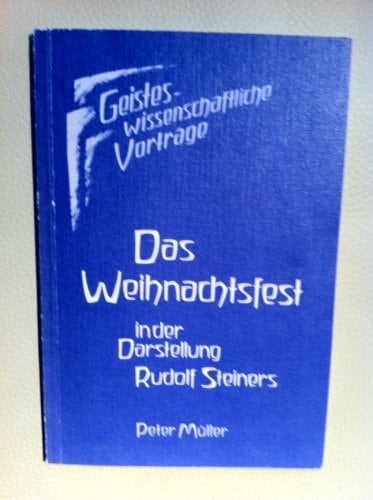 Geistes-
wissenschaftliche
Vorträge
Das
Weihnachtsfest
in der
Darstellung
Rudolf Steiners
Peter Müller